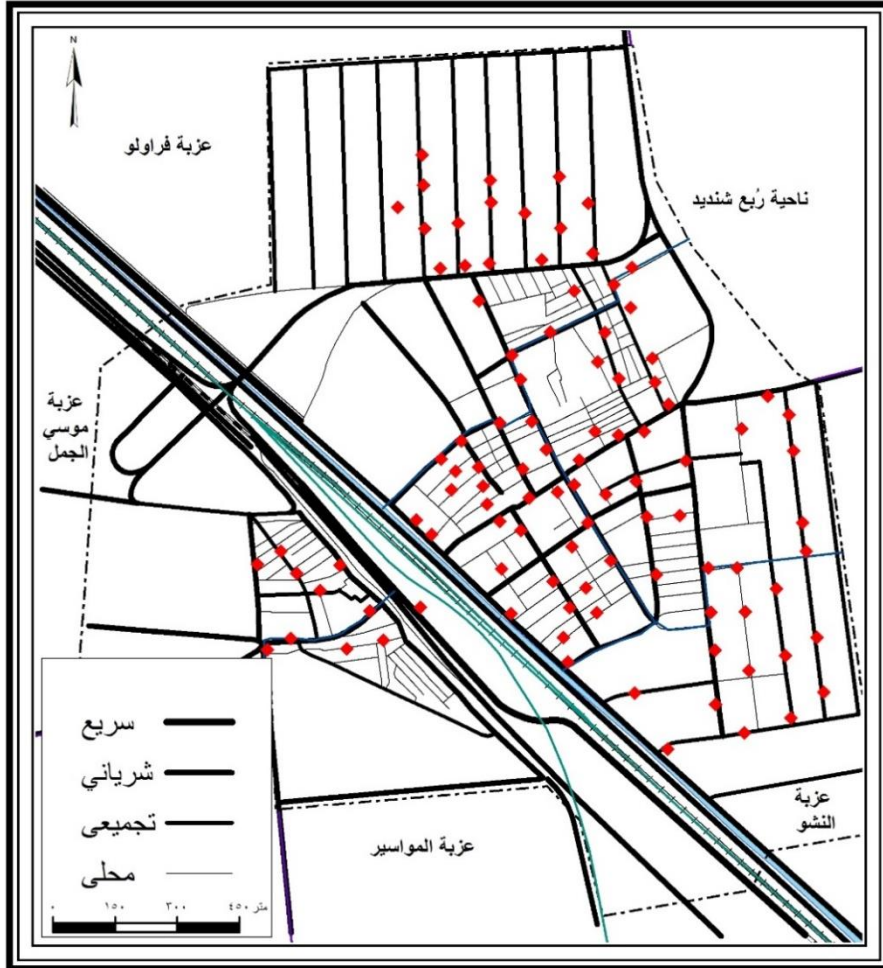 N
عزبة فراولو
ناحية رُبع شنديد
عزبة
موسي
الجمل
سريع
شرياني
تجميعى
محلى
٠ ١٥٠ ٣٠٠ ٤٥٠ متر
عزبة المواسير
عزبة
النشو